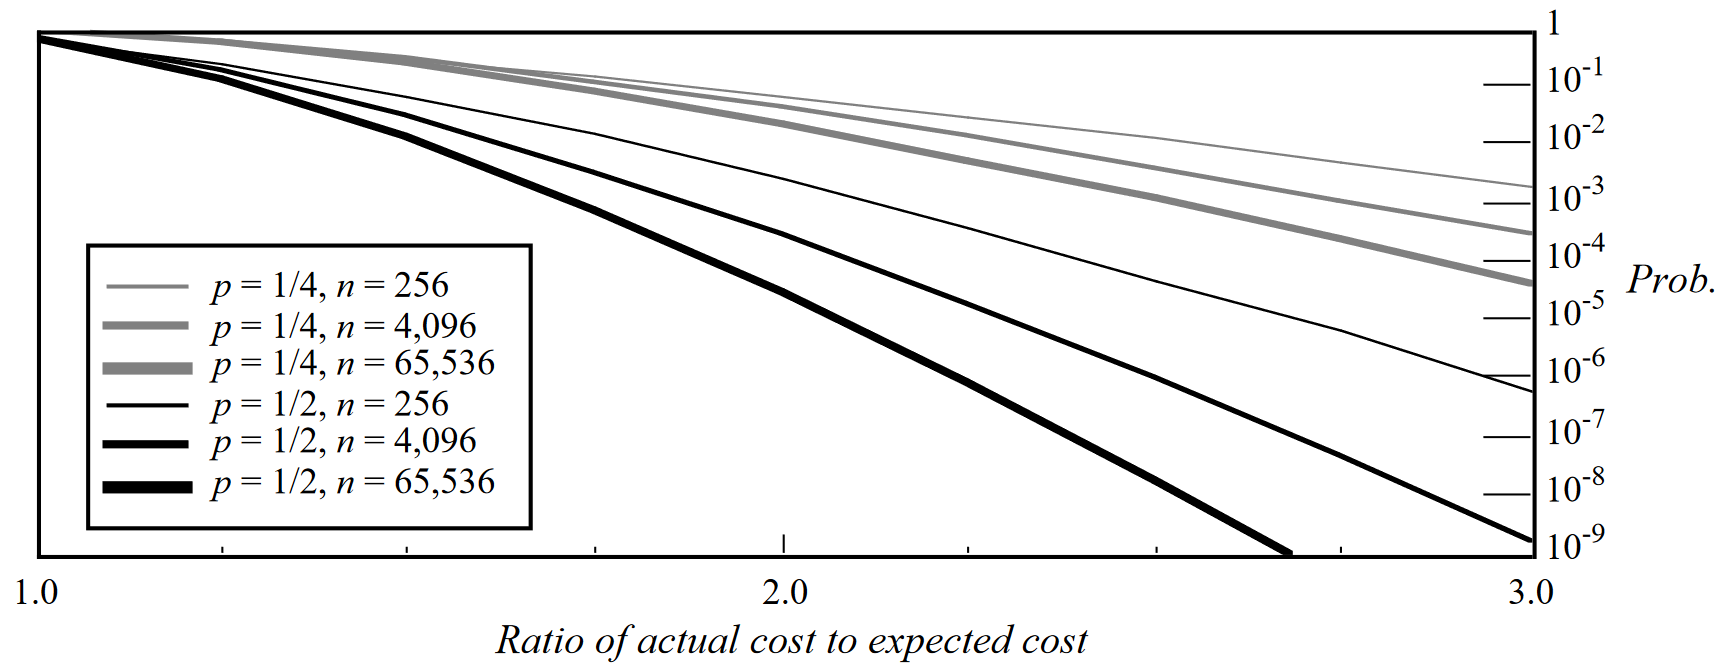 1
10-1
10-2
10-3
10-4
10-5
10-6
10-7
10-8
10-9
Prob.
p = 1/4, n = 256
p = 1/4, n = 4,096
p = 1/4, n = 65,536
p = 1/2, n = 256
p = 1/2, n = 4,096
p = 1/2, n = 65,536
1.0 2.0 3.0
Ratio of actual cost to expected cost